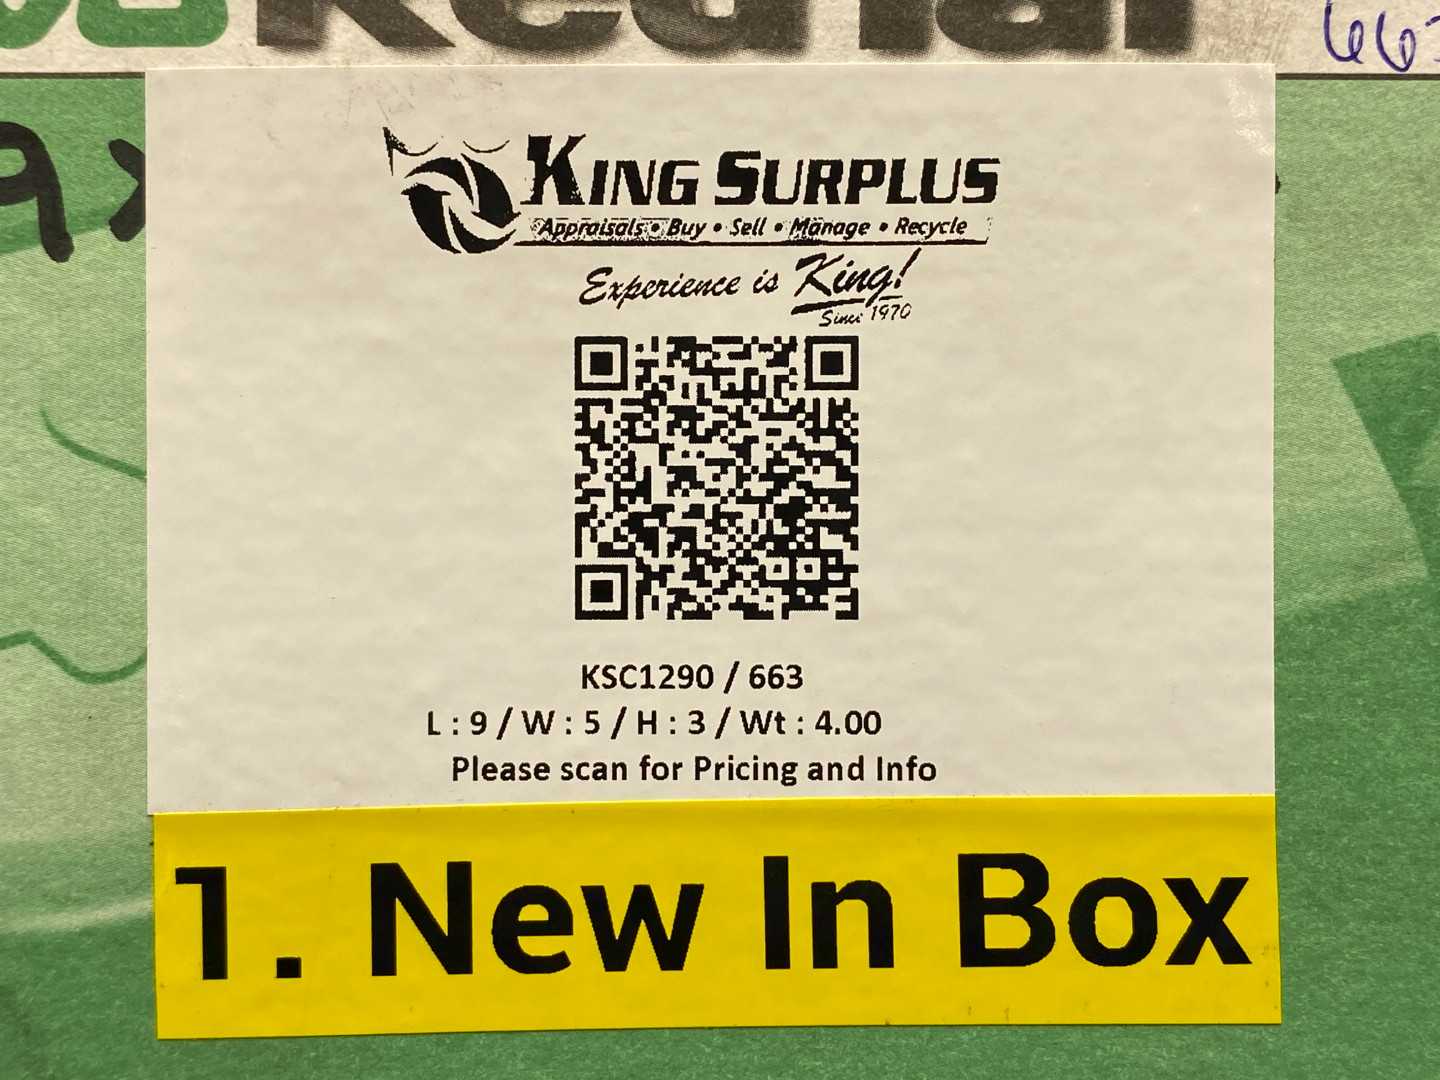 KING SURPLUS
Appraisals • Buy • Sell • Manage • Recycle
Experience is King!
Since 1970
KSC1290 / 663
L : 9 / W : 5 / H : 3 / Wt : 4.00
Please scan for Pricing and Info
1. New In Box